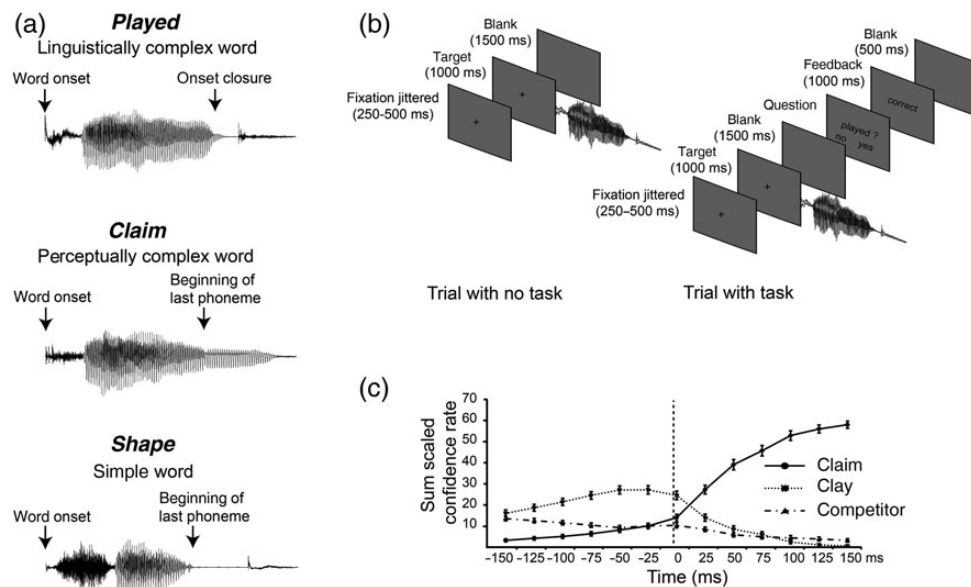 (a)
Played
Linguistically complex word
Word onset
Onset closure
Claim
Perceptually complex word
Word onset
Beginning of
last phoneme
Shape
Simple word
Word onset
Beginning of
last phoneme
(b)
Blank
(1500 ms)
Target
(1000 ms)
Fixation jittered
(250-500 ms)
+
+
Trial with no task
Blank
(500 ms)
Feedback
(1000 ms)
correct
Question
played ?
no yes
Blank
(1500 ms)
Target
(1000 ms)
Fixation jittered
(250–500 ms)
+
+
Trial with task
(c)
Sum scaled
confidence rate
70
60
50
40
30
20
10
Claim
Clay
Competitor
−150 −125 −100 −75 −50 −25 0 25 50 75 100 125 150 ms
Time (ms)